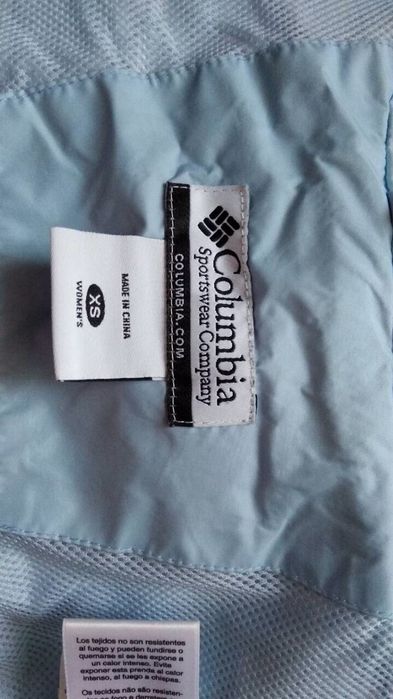 Columbia
Sportswear Company
COLUMBIA.COM
MADE IN CHINA
XS
WOMEN'S
Los tejidos no son resistentes
al fuego y pueden fundirse o
quemarse si se les expone a
un calor intenso. Evite
exponer esta prenda al calor
intenso, al fuego a chispas.
Os tecidos não são resisten-